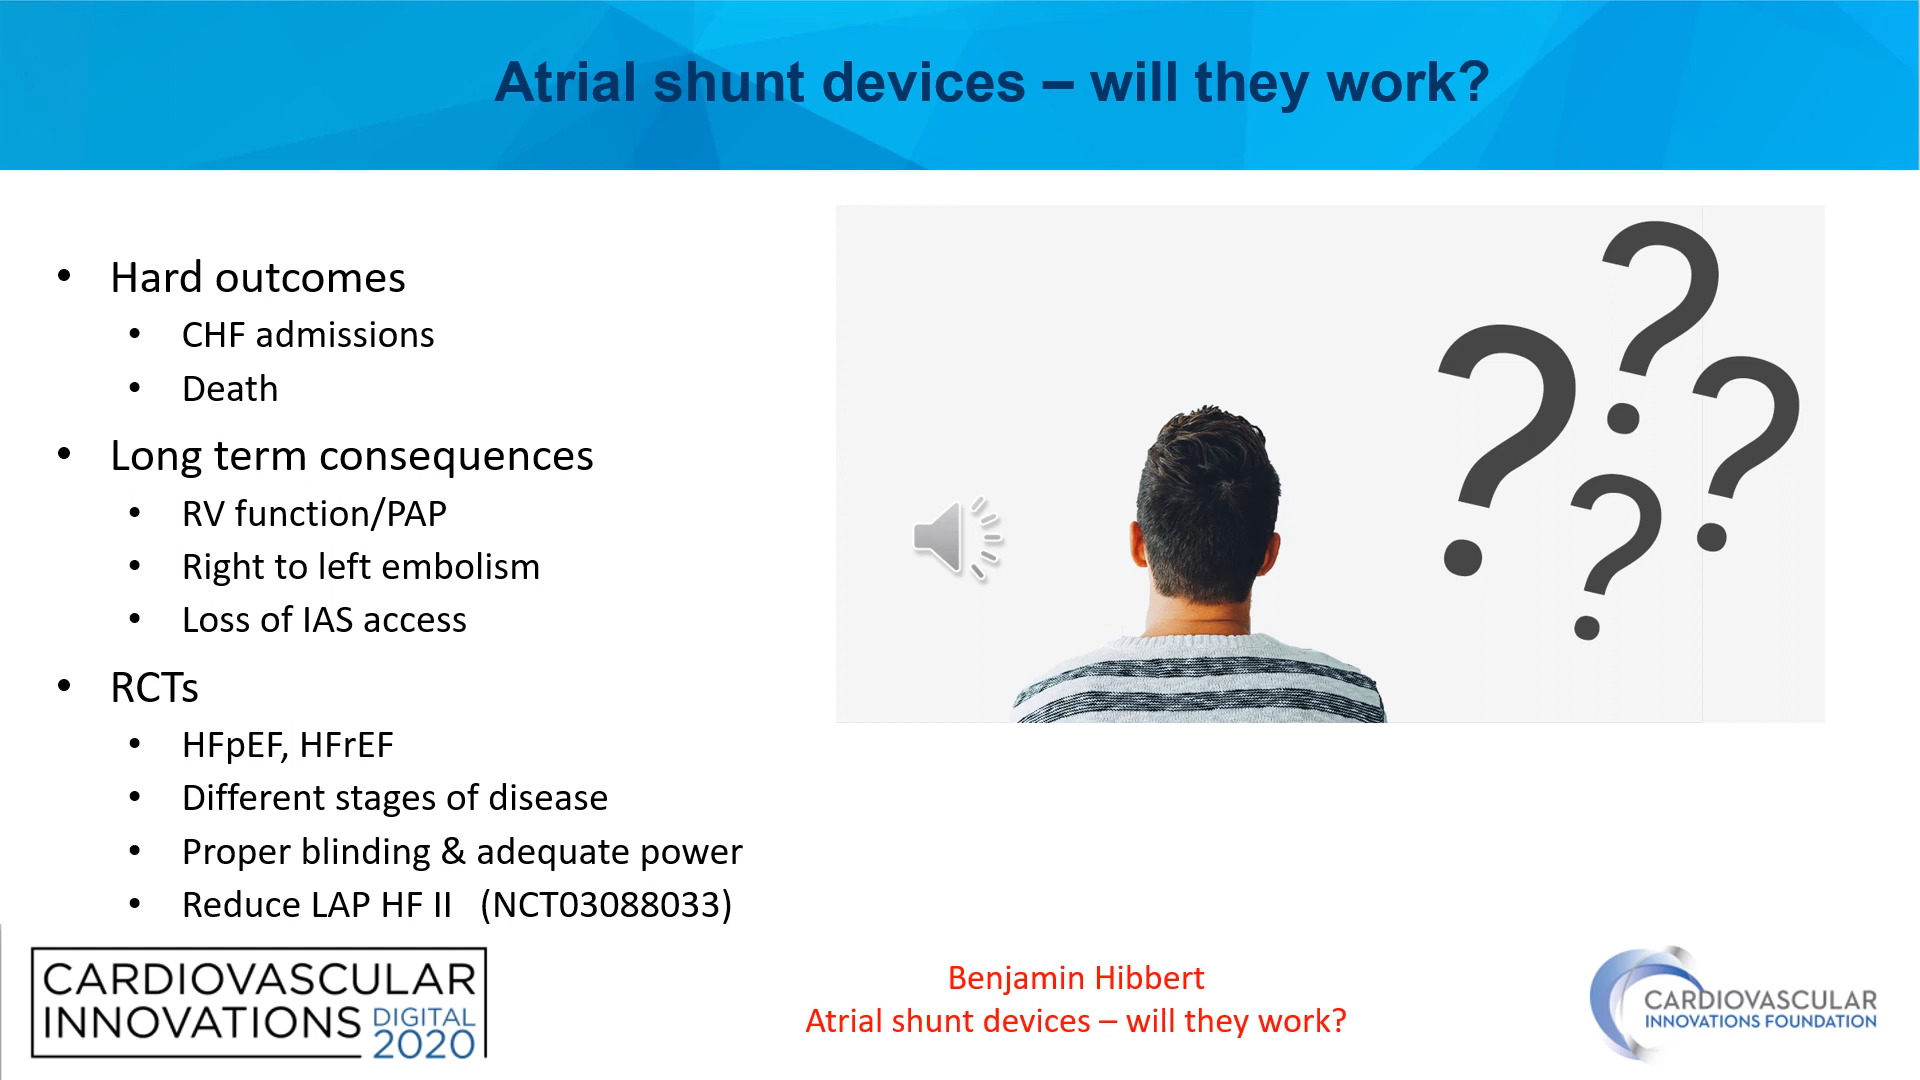 Atrial shunt devices – will they work?
• Hard outcomes
• CHF admissions
• Death
• Long term consequences
• RV function/PAP
• Right to left embolism
• Loss of IAS access
• RCTs
• HFpEF, HFrEF
• Different stages of disease
• Proper blinding & adequate power
• Reduce LAP HF II (NCT03088033)
? ? ? ?
CARDIOVASCULAR
INNOVATIONS DIGITAL
2020
Benjamin Hibbert
Atrial shunt devices – will they work?
CARDIOVASCULAR
INNOVATIONS FOUNDATION